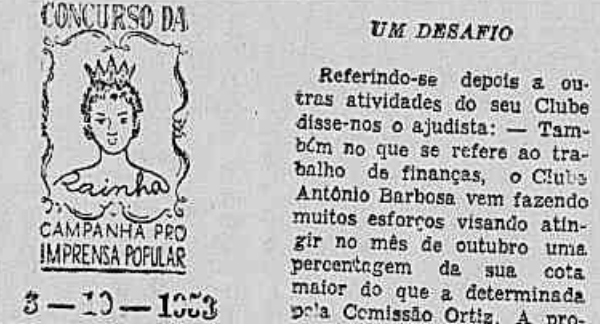 CONCURSO DA
Rainha
CAMPANHA PRO
IMPRENSA POPULAR
3 — 10 — 1953
UM DESAFIO
Referindo-se depois a ou-
tras atividades do seu Clube
disse-nos o ajudista: — Tam-
bém no que se refere ao tra-
balho de finanças, o Clube
Antônio Barbosa vem fazendo
muitos esforços visando atin-
gir no mês de outubro uma
percentagem da sua cota
maior do que a determinada
pela Comissão Ortiz. A pro-